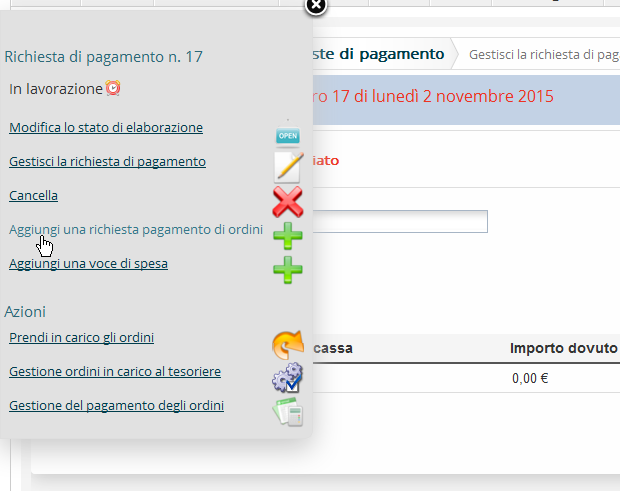 Richiesta di pagamento n. 17
In lavorazione
Modifica lo stato di elaborazione
OPEN
Gestisci la richiesta di pagamento
Cancella
Aggiungi una richiesta pagamento di ordini
Aggiungi una voce di spesa
Azioni
Prendi in carico gli ordini
Gestione ordini in carico al tesoriere
Gestione del pagamento degli ordini
ste di pagamento
Gestisci la richiesta di pag
ro 17 di lunedì 2 novembre 2015
iato
cassa
Importo dovuto
0,00 €